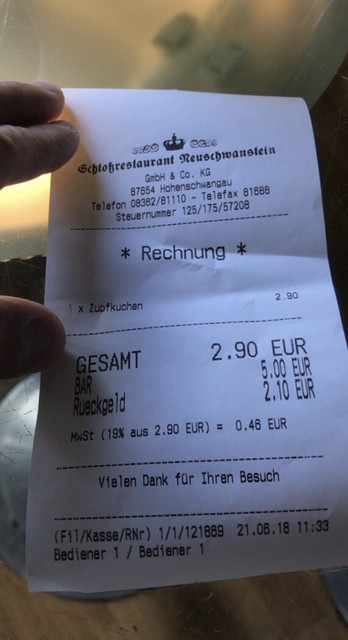 Schloßrestaurant Neuschwanstein
GmbH & Co. KG
87654 Hohenschwangau
Telefon 08362/81110 - Telefax 81888
Steuernummer 125/175/57208
* Rechnung *
1 x Zupfkuchen 2.90
GESAMT 2.90 EUR
BAR 5.00 EUR
Rueckgeld 2.10 EUR
MwSt (19% aus 2.90 EUR) = 0.46 EUR
Vielen Dank für Ihren Besuch
(Fil/Kasse/RNr) 1/1/121869 21.06.18 11:33
Bediener 1 / Bediener 1